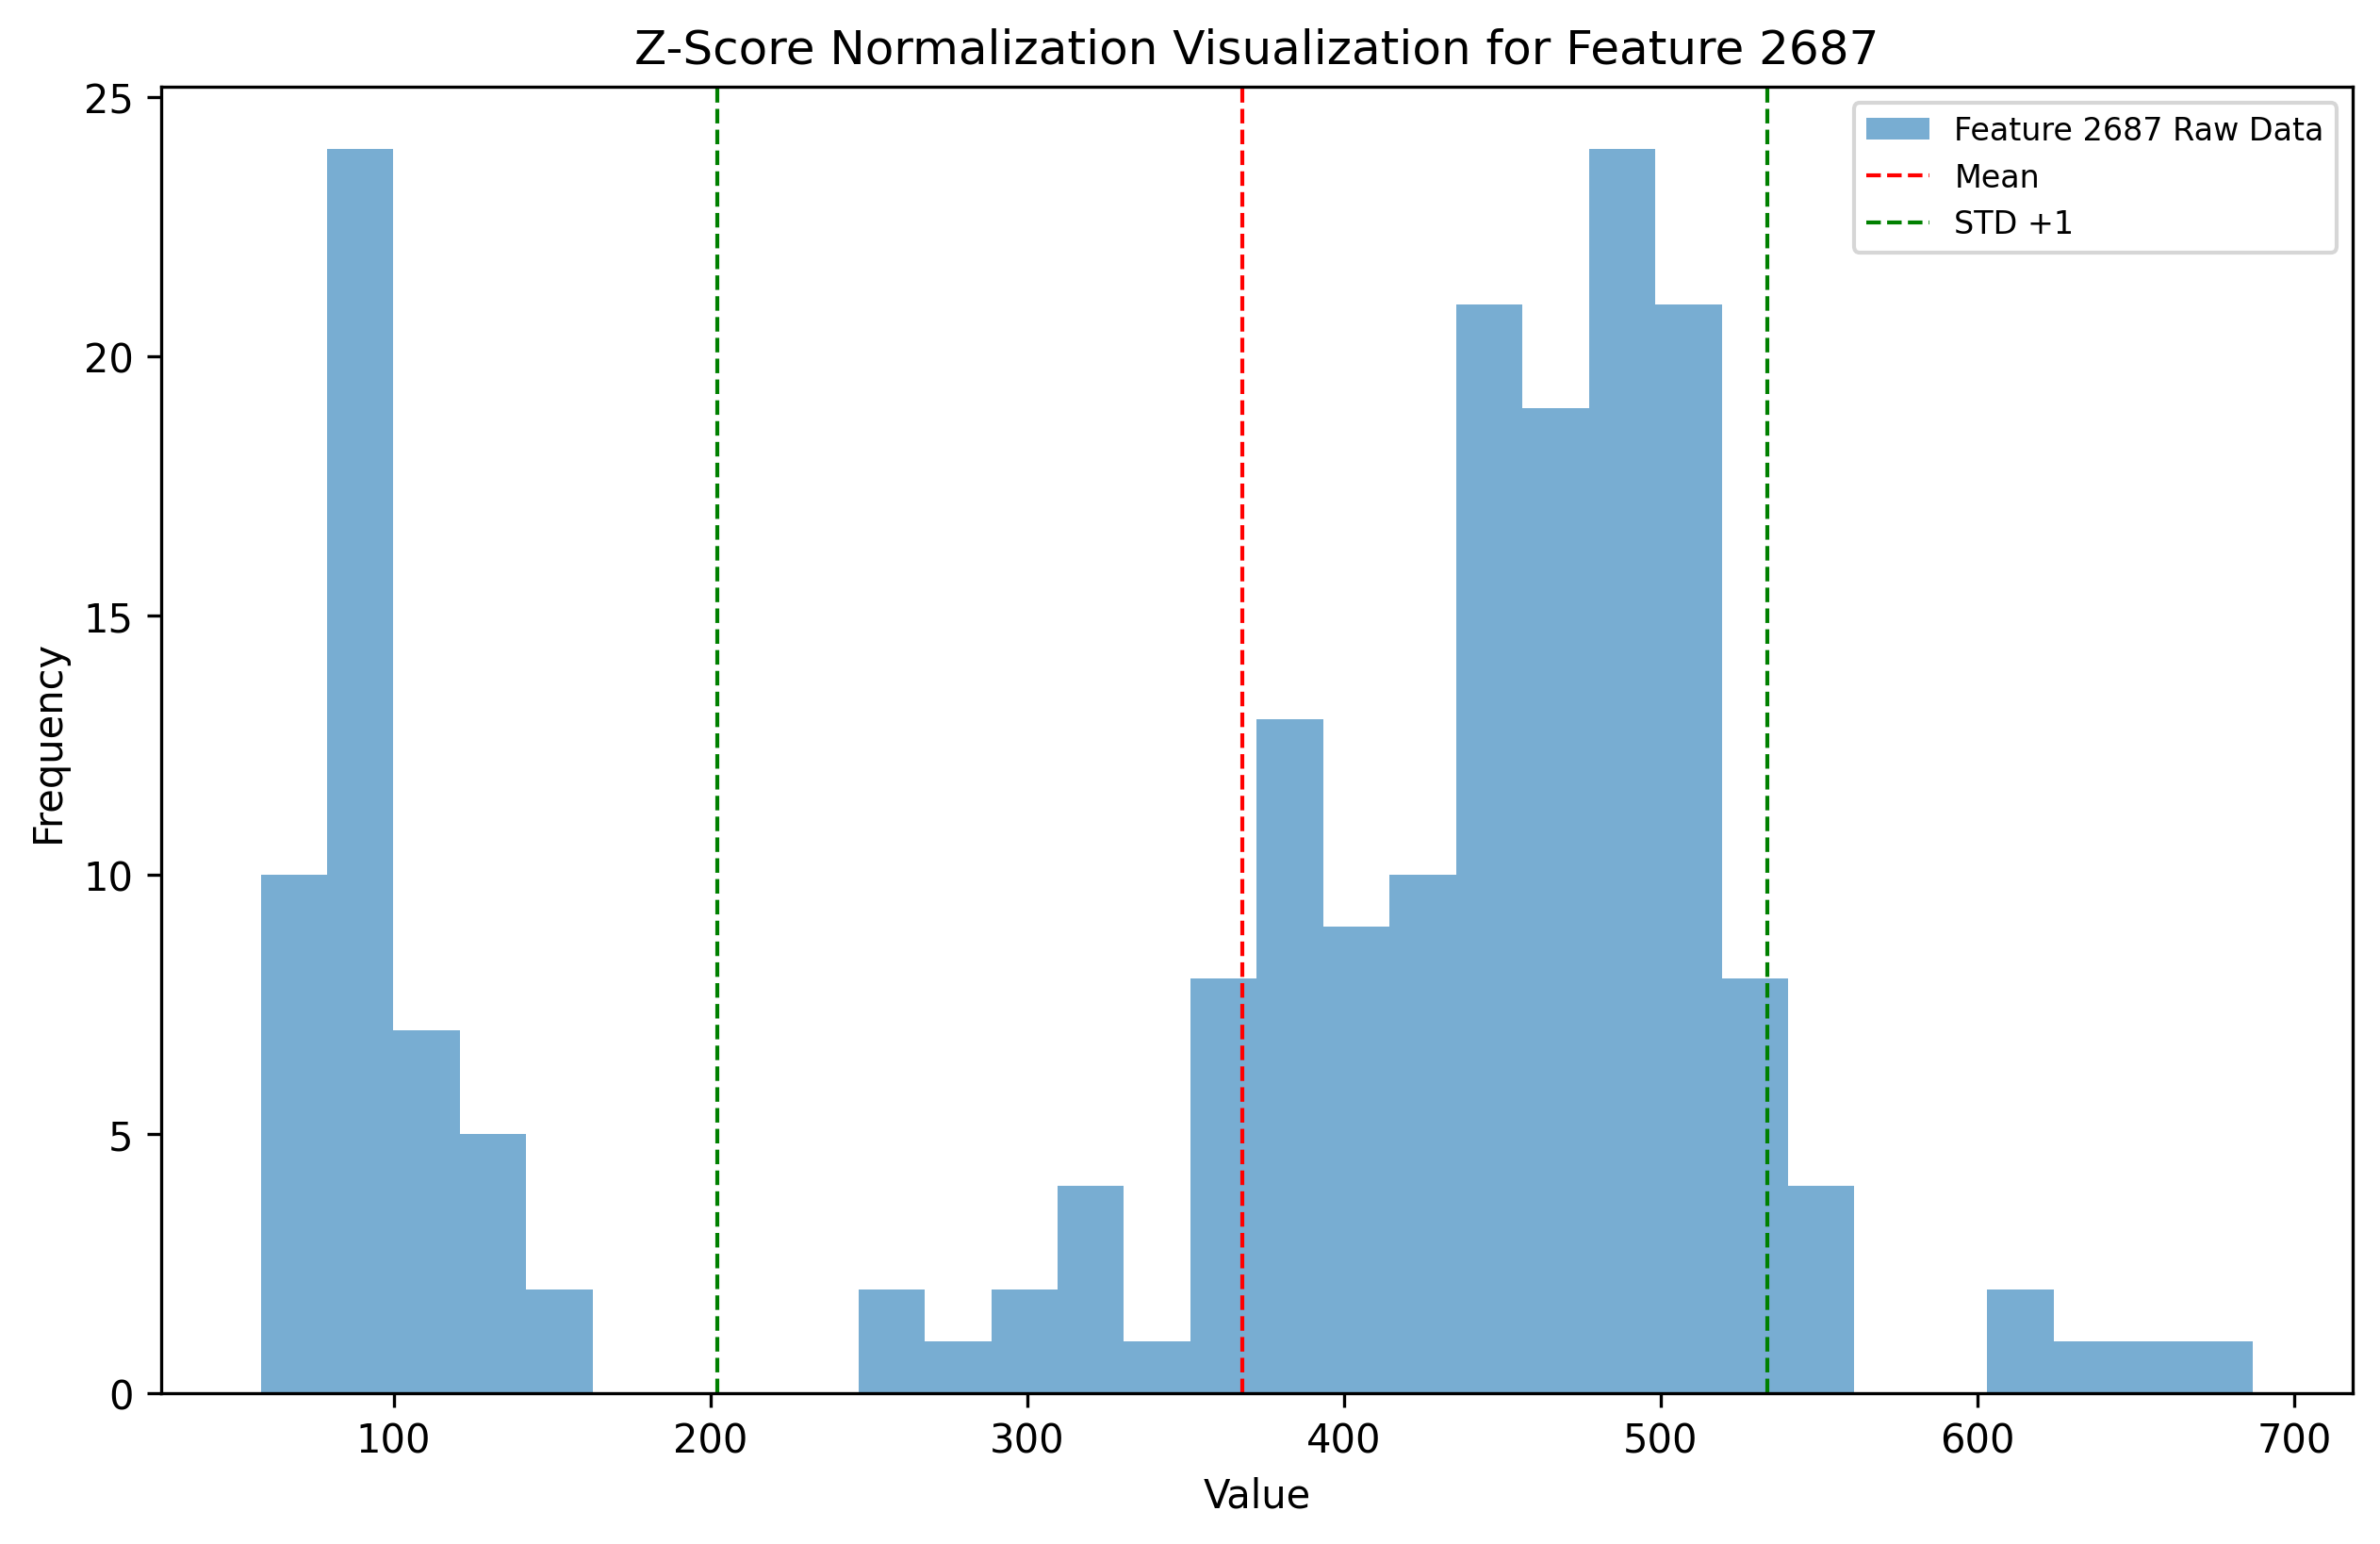 Z-Score Normalization Visualization for Feature 2687
Feature 2687 Raw Data
Mean
STD +1
25
20
15
10
5
0
Frequency
100
200
300
400
500
600
700
Value